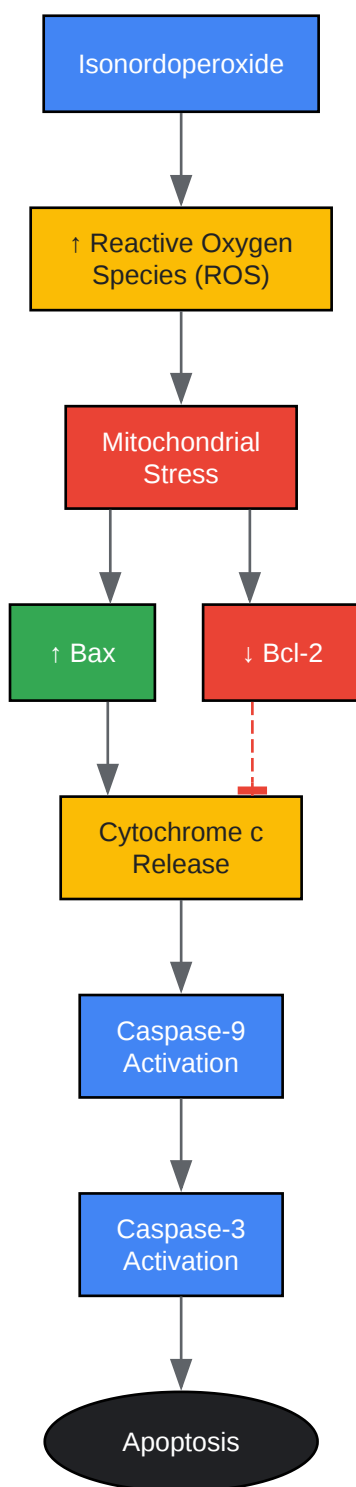 Isonordoperoxide
↑ Reactive Oxygen
Species (ROS)
Mitochondrial
Stress
↑ Bax
↓ Bcl-2
Cytochrome c
Release
Caspase-9
Activation
Caspase-3
Activation
Apoptosis